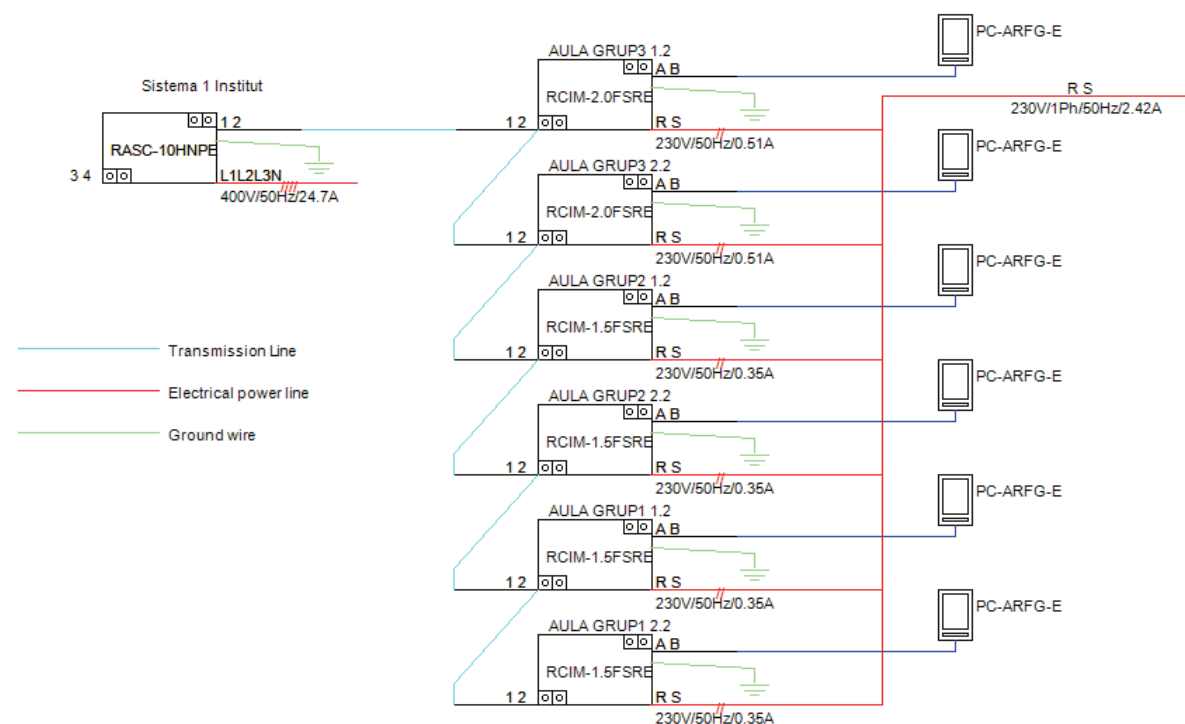 Sistema 1 Institut
1 2
RASC-10HNPE
3 4
L1L2L3N
400V/50Hz/24.7A
Transmission Line
Electrical power line
Ground wire
AULA GRUP3 1.2
A B
PC-ARFG-E
RCIM-2.0FSRE
1 2
R S
230V/50Hz/0.51A
R S
230V/1Ph/50Hz/2.42A
AULA GRUP3 2.2
A B
PC-ARFG-E
RCIM-2.0FSRE
1 2
R S
230V/50Hz/0.51A
AULA GRUP2 1.2
A B
PC-ARFG-E
RCIM-1.5FSRE
1 2
R S
230V/50Hz/0.35A
AULA GRUP2 2.2
A B
PC-ARFG-E
RCIM-1.5FSRE
1 2
R S
230V/50Hz/0.35A
AULA GRUP1 1.2
A B
PC-ARFG-E
RCIM-1.5FSRE
1 2
R S
230V/50Hz/0.35A
AULA GRUP1 2.2
A B
PC-ARFG-E
RCIM-1.5FSRE
1 2
R S
230V/50Hz/0.35A